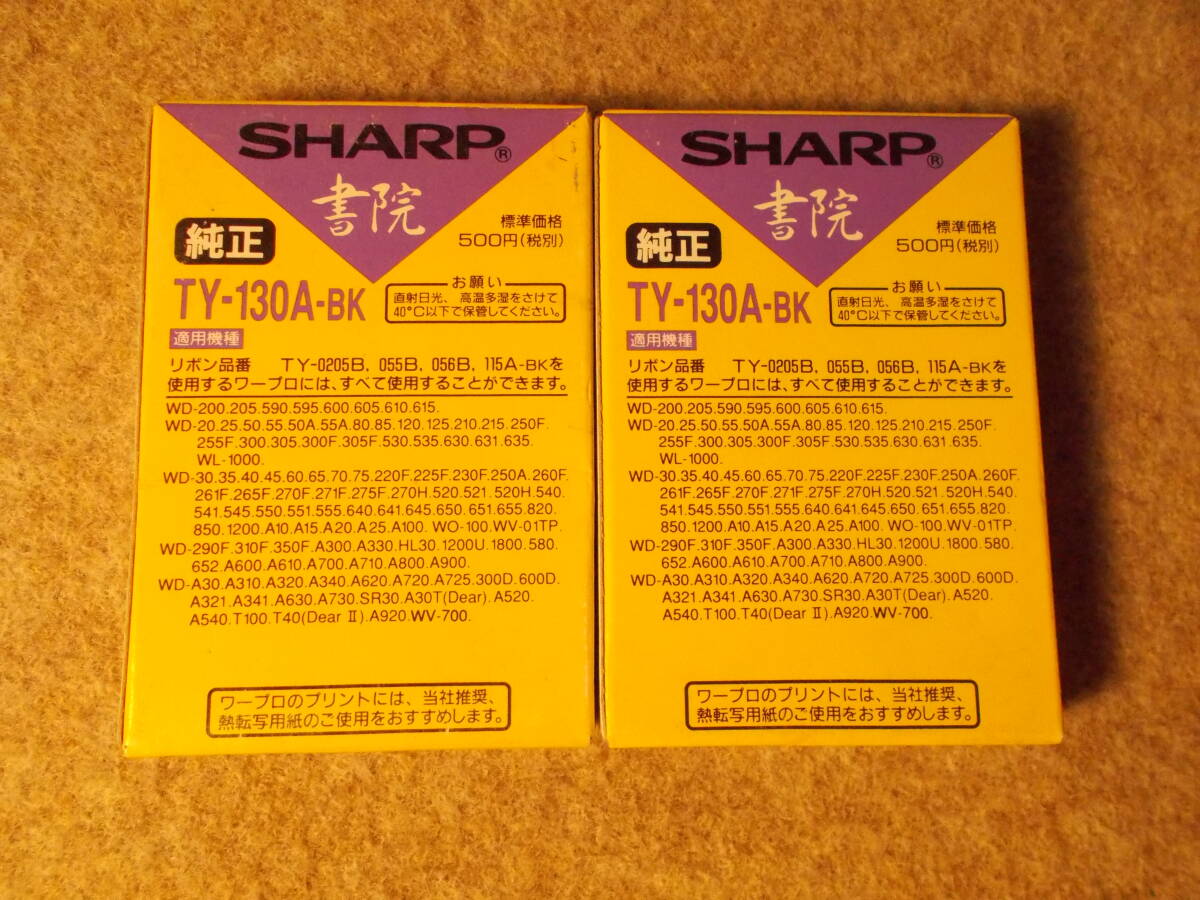 SHARP®
書院
純正
標準価格
500円(税別)
TY-130A-BK
お願い
直射日光、高温多湿をさけて
40°C以下で保管してください。
適用機種
リボン品番 TY-0205B, 055B, 056B, 115A-BKを
使用するワープロには、すべて使用することができます。
WD-200.205.590.595.600.605.610.615.
WD-20.25.50.55.50A.55A.80.85.120.125.210.215.250F.
255F.300.305.300F.305F.530.535.630.631.635.
WL-1000.
WD-30.35.40.45.60.65.70.75.220F.225F.230F.250A.260F.
261F.265F.270F.271F.275F.270H.520.521.520H.540.
541.545.550.551.555.640.641.645.650.651.655.820.
850.1200.A10.A15.A20.A25.A100. WO-100.WV-01TP.
WD-290F.310F.350F.A300.A330.HL30.1200U.1800.580.
652.A600.A610.A700.A710.A800.A900.
WD-A30.A310.A320.A340.A620.A720.A725.300D.600D.
A321.A341.A630.A730.SR30.A30T(Dear).A520.
A540.T100.T40(Dear II).A920.WV-700.
ワープロのプリントには、当社推奨、
熱転写用紙のご使用をおすすめします。
SHARP®
書院
純正
標準価格
500円(税別)
TY-130A-BK
お願い
直射日光、高温多湿をさけて
40°C以下で保管してください。
適用機種
リボン品番 TY-0205B, 055B, 056B, 115A-BKを
使用するワープロには、すべて使用することができます。
WD-200.205.590.595.600.605.610.615.
WD-20.25.50.55.50A.55A.80.85.120.125.210.215.250F.
255F.300.305.300F.305F.530.535.630.631.635.
WL-1000.
WD-30.35.40.45.60.65.70.75.220F.225F.230F.250A.260F.
261F.265F.270F.271F.275F.270H.520.521.520H.540.
541.545.550.551.555.640.641.645.650.651.655.820.
850.1200.A10.A15.A20.A25.A100. WO-100.WV-01TP.
WD-290F.310F.350F.A300.A330.HL30.1200U.1800.580.
652.A600.A610.A700.A710.A800.A900.
WD-A30.A310.A320.A340.A620.A720.A725.300D.600D.
A321.A341.A630.A730.SR30.A30T(Dear).A520.
A540.T100.T40(Dear II).A920.WV-700.
ワープロのプリントには、当社推奨、
熱転写用紙のご使用をおすすめします。